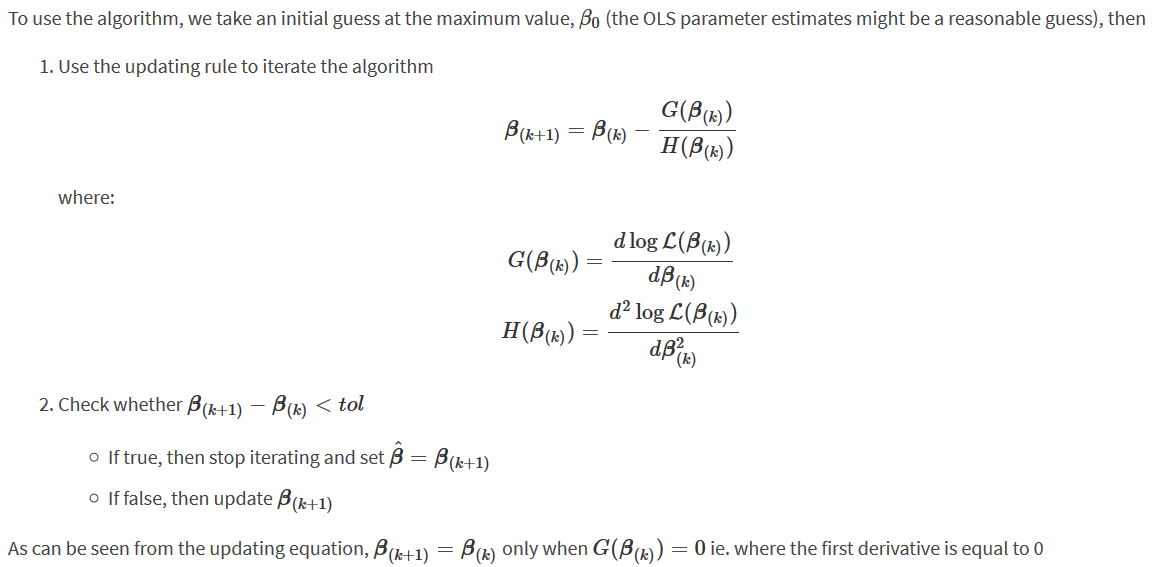 To use the algorithm, we take an initial guess at the maximum value, β₀ (the OLS parameter estimates might be a reasonable guess), then
1. Use the updating rule to iterate the algorithm
$\boldsymbol{\beta}_{(k+1)} = \boldsymbol{\beta}_{(k)} - \frac{G(\boldsymbol{\beta}_{(k)})}{H(\boldsymbol{\beta}_{(k)})}$
where:
$G(\boldsymbol{\beta}_{(k)}) = \frac{d \log \mathcal{L}(\boldsymbol{\beta}_{(k)})}{d\boldsymbol{\beta}_{(k)}}$
$H(\boldsymbol{\beta}_{(k)}) = \frac{d^2 \log \mathcal{L}(\boldsymbol{\beta}_{(k)})}{d\boldsymbol{\beta}^2_{(k)}}$
2. Check whether $\boldsymbol{\beta}_{(k+1)} - \boldsymbol{\beta}_{(k)} < tol$
○ If true, then stop iterating and set $\hat{\boldsymbol{\beta}} = \boldsymbol{\beta}_{(k+1)}$
○ If false, then update $\boldsymbol{\beta}_{(k+1)}$
As can be seen from the updating equation, $\boldsymbol{\beta}_{(k+1)} = \boldsymbol{\beta}_{(k)}$ only when $G(\boldsymbol{\beta}_{(k)}) = 0$ ie. where the first derivative is equal to 0